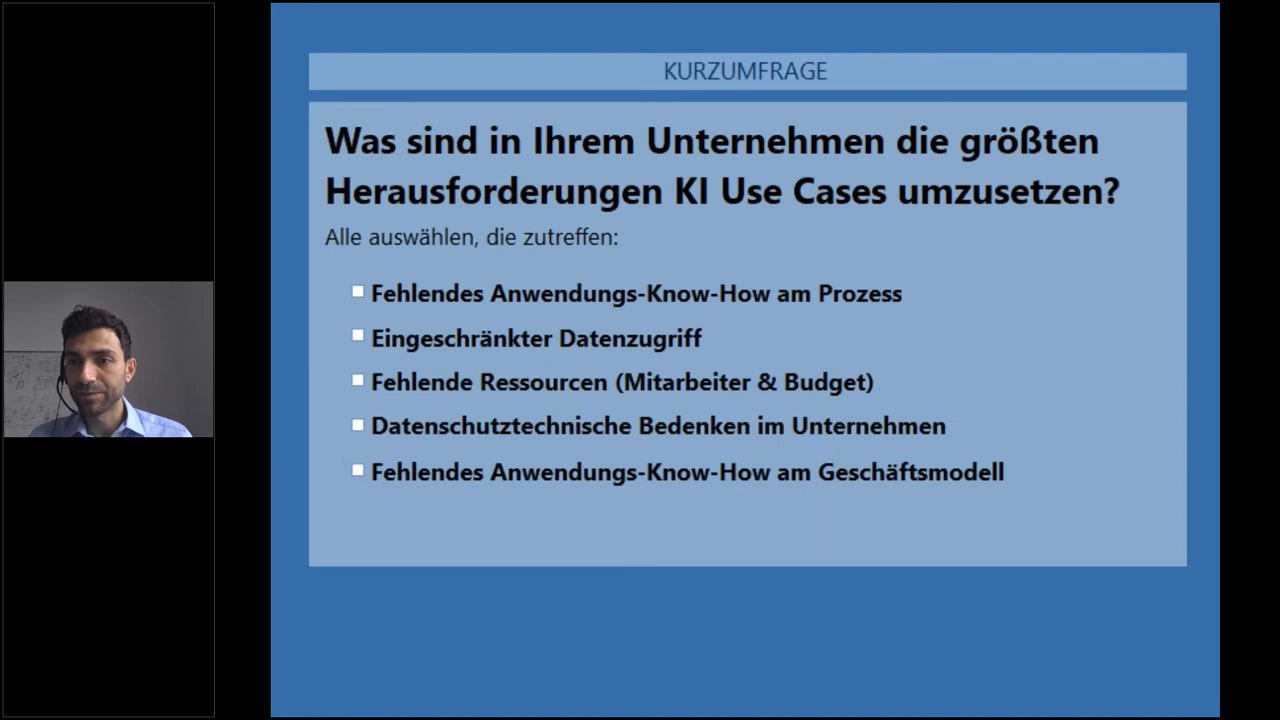 KURZUMFRAGE
Was sind in Ihrem Unternehmen die größten
Herausforderungen KI Use Cases umzusetzen?
Alle auswählen, die zutreffen:
Fehlendes Anwendungs-Know-How am Prozess
Eingeschränkter Datenzugriff
Fehlende Ressourcen (Mitarbeiter & Budget)
Datenschutztechnische Bedenken im Unternehmen
Fehlendes Anwendungs-Know-How am Geschäftsmodell